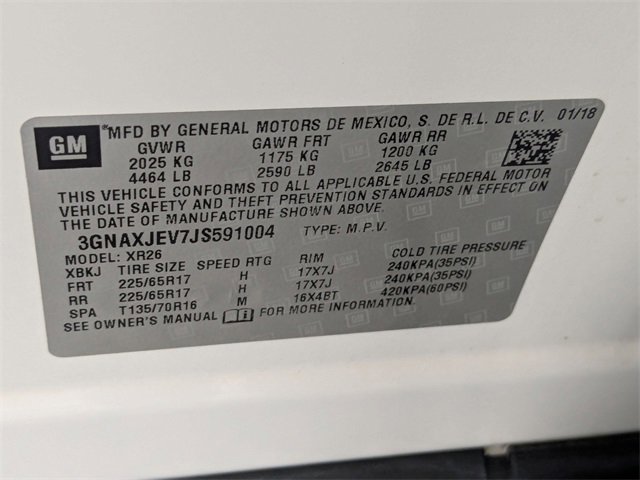 GM *MFD BY GENERAL MOTORS DE MEXICO, S. DE R.L. DE C.V. 01/18
GVWR GAWR FRT GAWR RR
2025 KG 1175 KG 1200 KG
4464 LB 2590 LB 2645 LB
THIS VEHICLE CONFORMS TO ALL APPLICABLE U.S. FEDERAL MOTOR
VEHICLE SAFETY AND THEFT PREVENTION STANDARDS IN EFFECT ON
THE DATE OF MANUFACTURE SHOWN ABOVE.
3GNAXJEV7JS591004 TYPE: M.P.V.
MODEL: XR26
XBKJ TIRE SIZE SPEED RTG RIM COLD TIRE PRESSURE
FRT 225/65R17 H 17X7J 240KPA(35PSI)
RR 225/65R17 H 17X7J 240KPA(35PSI)
SPA T135/70R16 M 16X4BT 420KPA(60PSI)
SEE OWNER'S MANUAL i FOR MORE INFORMATION.